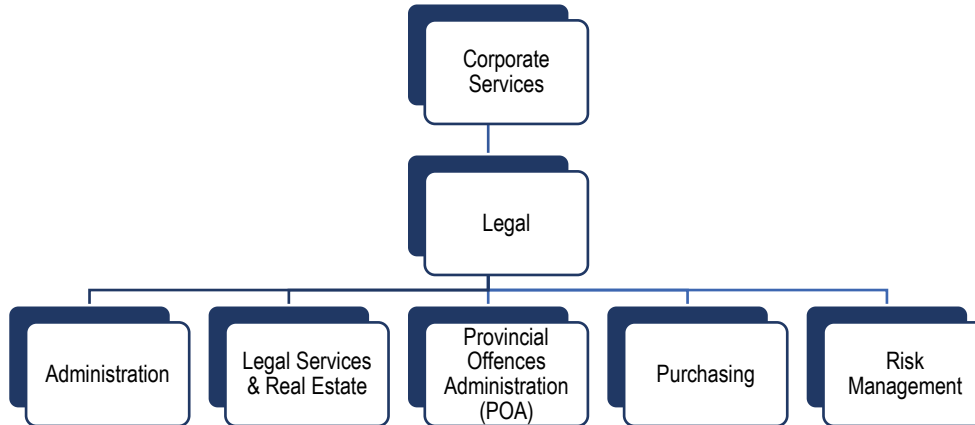 Corporate
Services
Legal
Administration
Legal Services
& Real Estate
Provincial
Offences
Administration
(POA)
Purchasing
Risk
Management